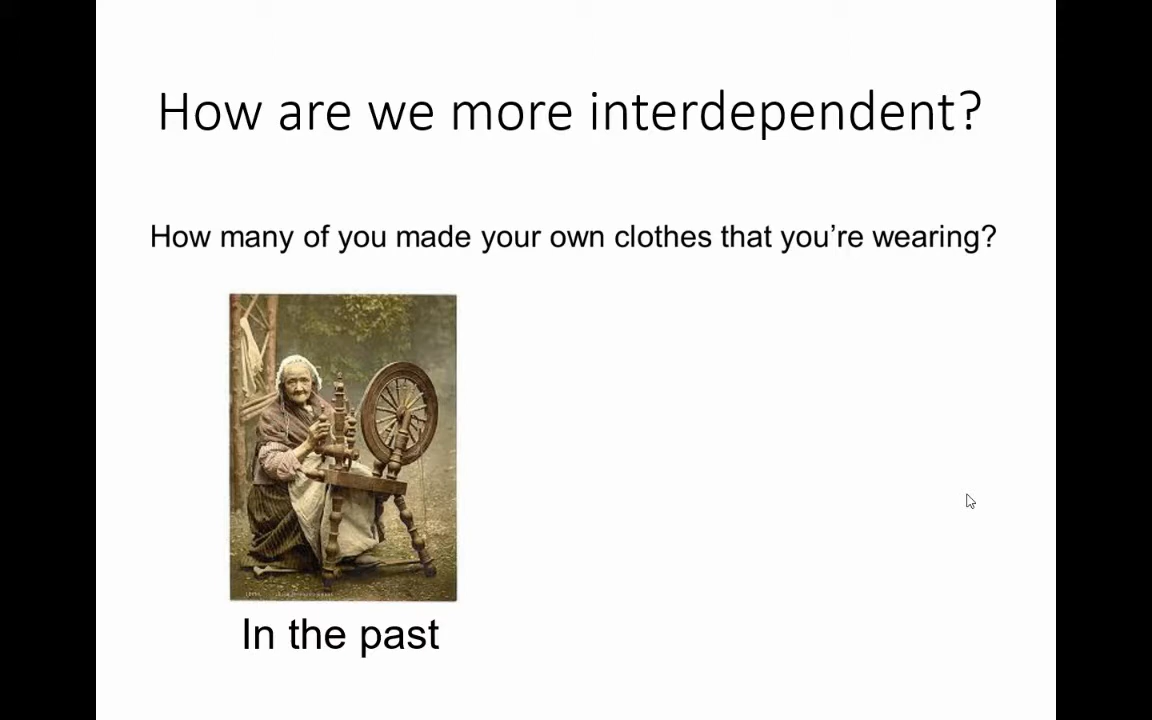 How are we more interdependent?
How many of you made your own clothes that you’re wearing?
In the past